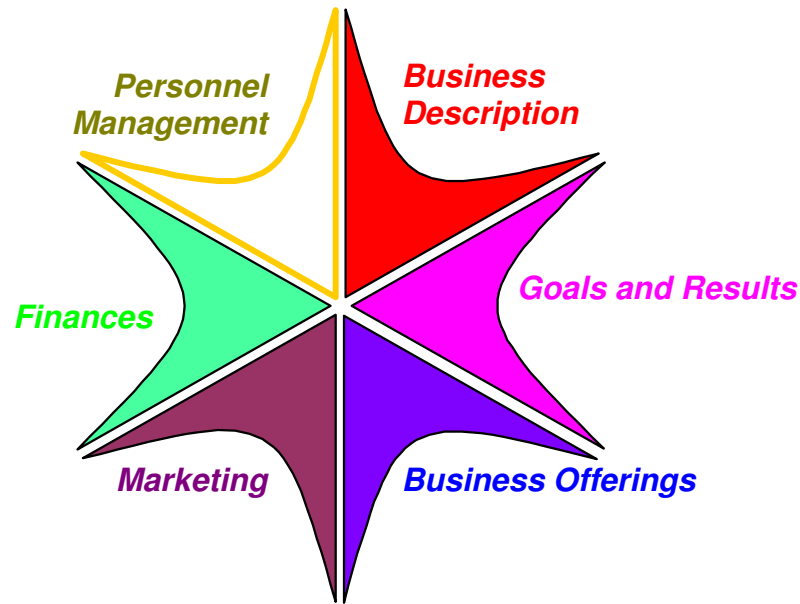 Personnel
Management
Business
Description
Goals and Results
Finances
Marketing
Business Offerings